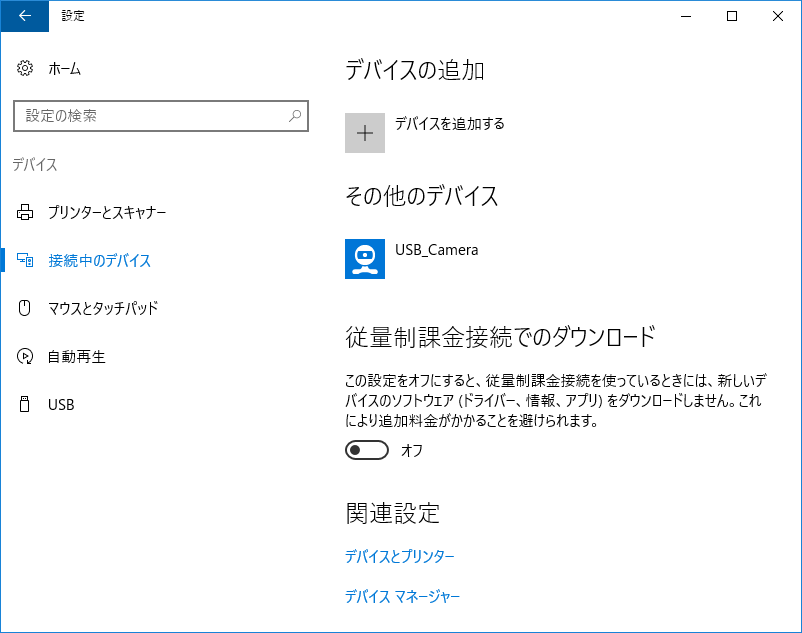 設定
ホーム
設定の検索
デバイス
プリンターとスキャナー
接続中のデバイス
マウスとタッチパッド
自動再生
USB
デバイスの追加
デバイスを追加する
その他のデバイス
USB_Camera
従量制課金接続でのダウンロード
この設定をオフにすると、従量制課金接続を使っているときには、新しいデ
バイスのソフトウェア (ドライバー、情報、アプリ) をダウンロードしません。これ
により追加料金がかかることを避けられます。
オフ
関連設定
デバイスとプリンター
デバイス マネージャー